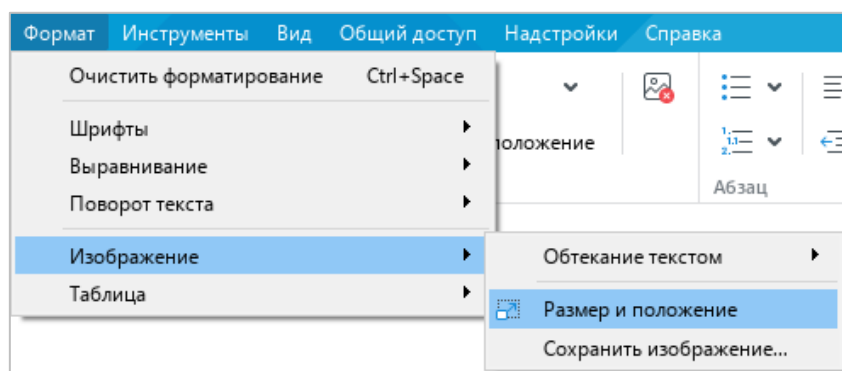 Формат Инструменты Вид Общий доступ Надстройки Справка
Очистить форматирование Ctrl+Space
Шрифты
положение
Выравнивание
Абзац
Поворот текста
Изображение
Обтекание текстом
Таблица
Размер и положение
Сохранить изображение...